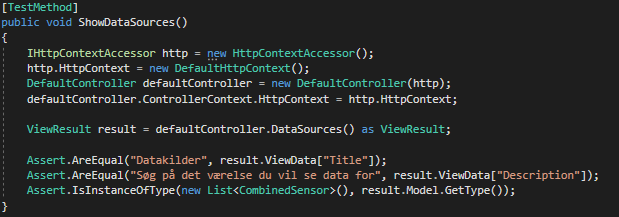 [TestMethod]
public void ShowDataSources()
{
IHttpContextAccessor http = new HttpContextAccessor();
http.HttpContext = new DefaultHttpContext();
DefaultController defaultController = new DefaultController(http);
defaultController.ControllerContext.HttpContext = http.HttpContext;
ViewResult result = defaultController.DataSources() as ViewResult;
Assert.AreEqual("Datakilder", result.ViewData["Title"]);
Assert.AreEqual("Søg på det værelse du vil se data for", result.ViewData["Description"]);
Assert.IsInstanceOfType(new List<CombinedSensor>(), result.Model.GetType());
}